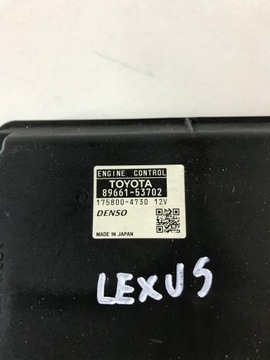 ENGINE CONTROL
TOYOTA
89661-53702
175800-4730 12V
DENSO
MADE IN JAPAN
LEXUS